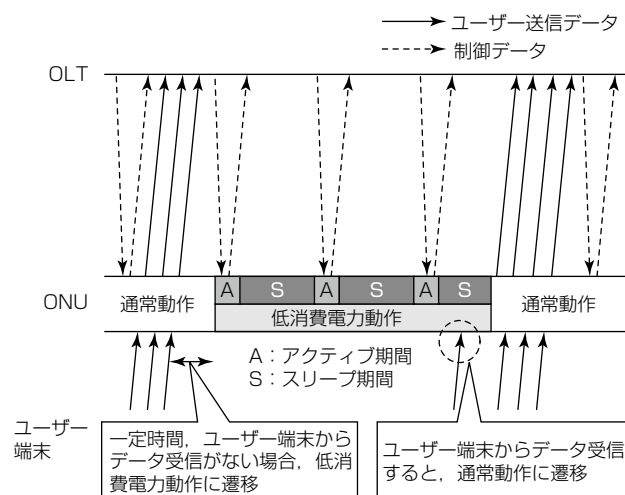 ユーザー送信データ
制御データ
OLT
ONU
通常動作
A
S
A
S
A
S
通常動作
低消費電力動作
A：アクティブ期間
S：スリープ期間
ユーザー
端末
一定時間，ユーザー端末から
データ受信がない場合，低消
費電力動作に遷移
ユーザー端末からデータ受信
すると，通常動作に遷移